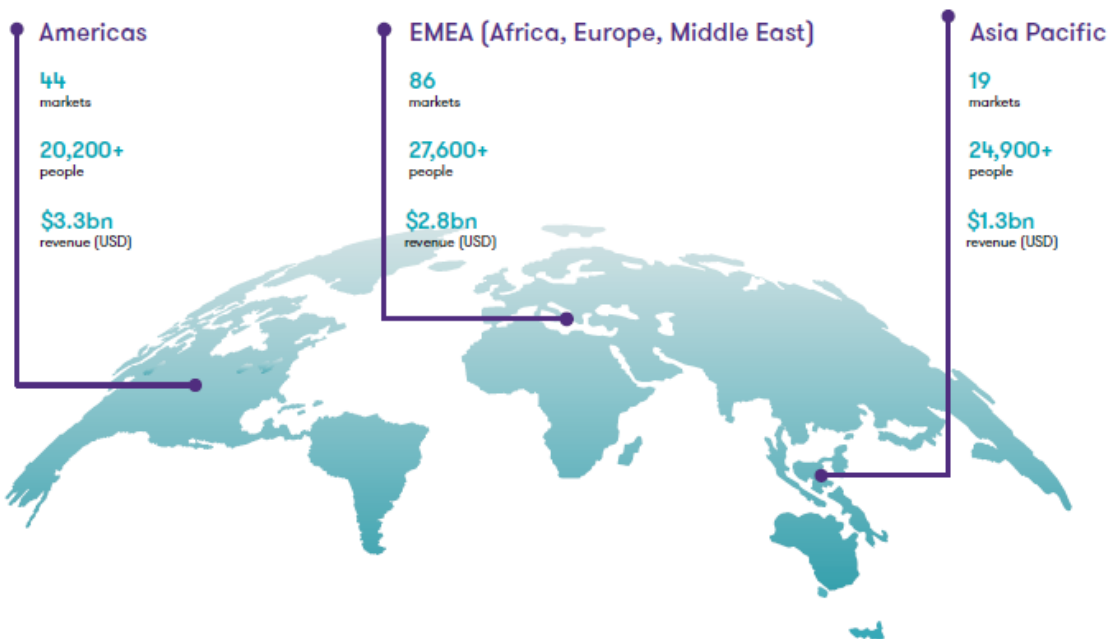 Americas
44
markets
20,200+
people
$3.3bn
revenue (USD)
EMEA (Africa, Europe, Middle East)
86
markets
27,600+
people
$2.8bn
revenue (USD)
Asia Pacific
19
markets
24,900+
people
$1.3bn
revenue (USD)